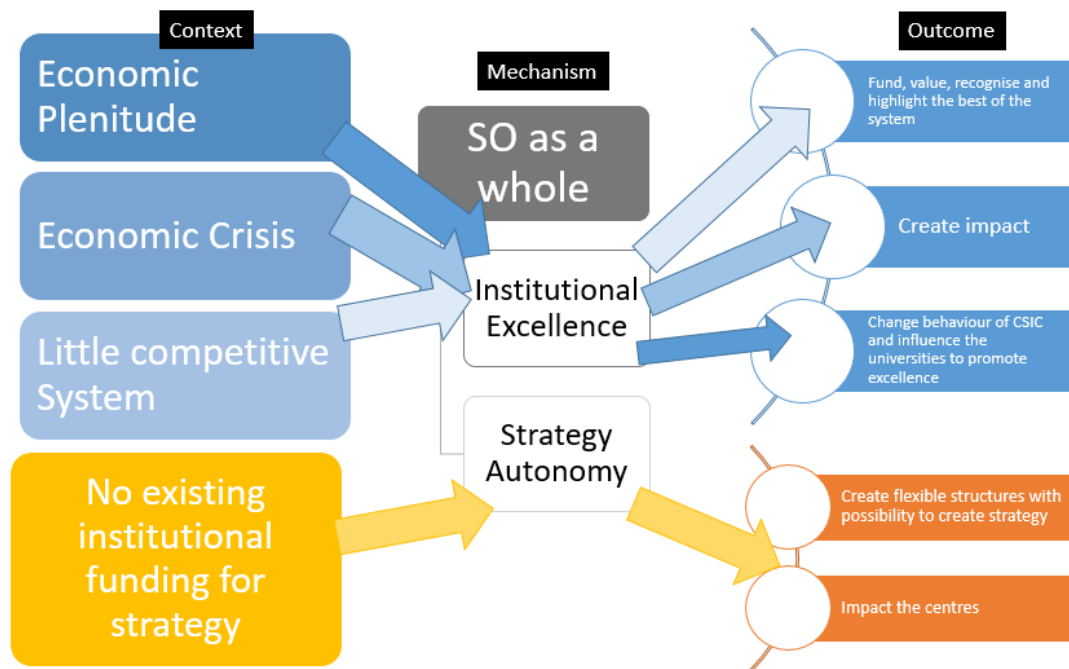 Context
Economic
Plenitude
Economic Crisis
Little competitive
System
No existing
institutional
funding for
strategy
Mechanism
SO as a
whole
Institutional
Excellence
Strategy
Autonomy
Outcome
Fund, value, recognise and
highlight the best of the
system
Create impact
Change behaviour of CSIC
and influence the
universities to promote
excellence
Create flexible structures with
possibility to create strategy
Impact the centres